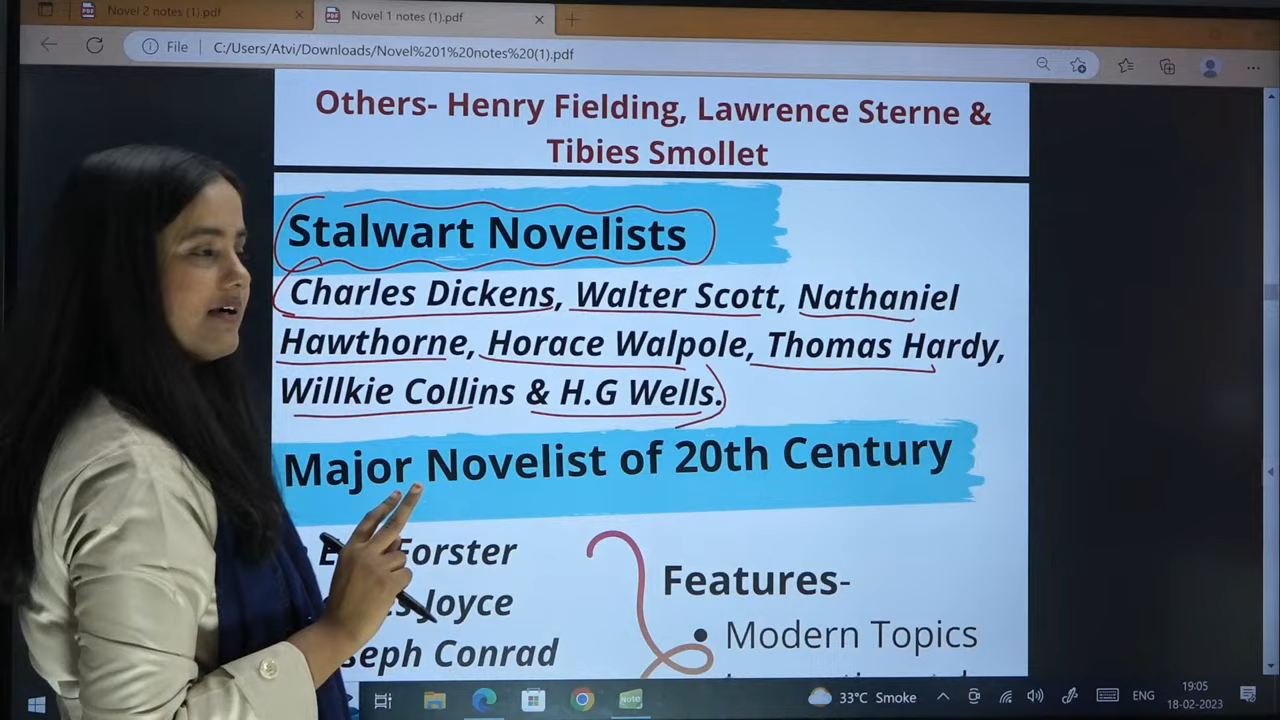 Novel 2 notes (1).pdf
Novel 1 notes (1).pdf
File
C:/Users/Atvi/Downloads/Novel%201%20notes%20(1).pdf
Others- Henry Fielding, Lawrence Sterne &
Tibies Smollet
Stalwart Novelists
Charles Dickens, Walter Scott, Nathaniel
Hawthorne, Horace Walpole, Thomas Hardy,
Willkie Collins & H.G Wells.
Major Novelist of 20th Century
Forster
Joyce
seph Conrad
Features-
• Modern Topics
33°C Smoke
ENG
19:05
18-02-2023